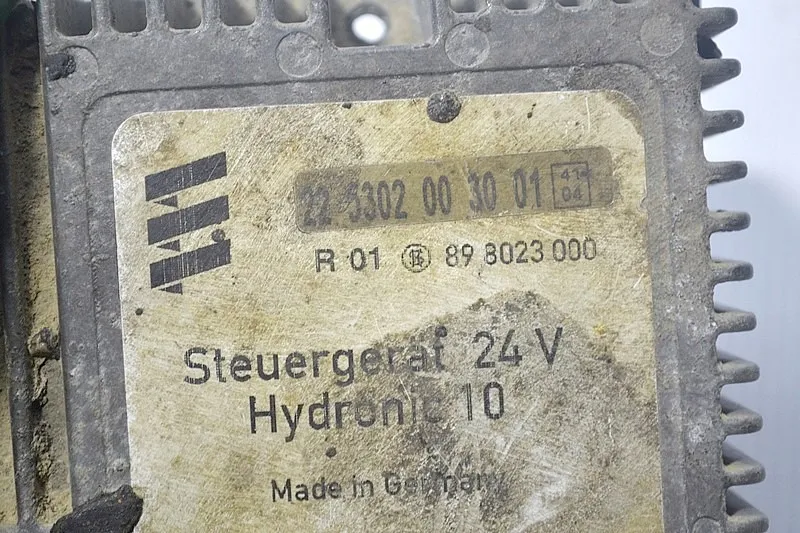 22 5302 00 30 01 41 04
R 01 89 8023 000
Steuergerät 24 V
Hydronic 10
Made in Germany